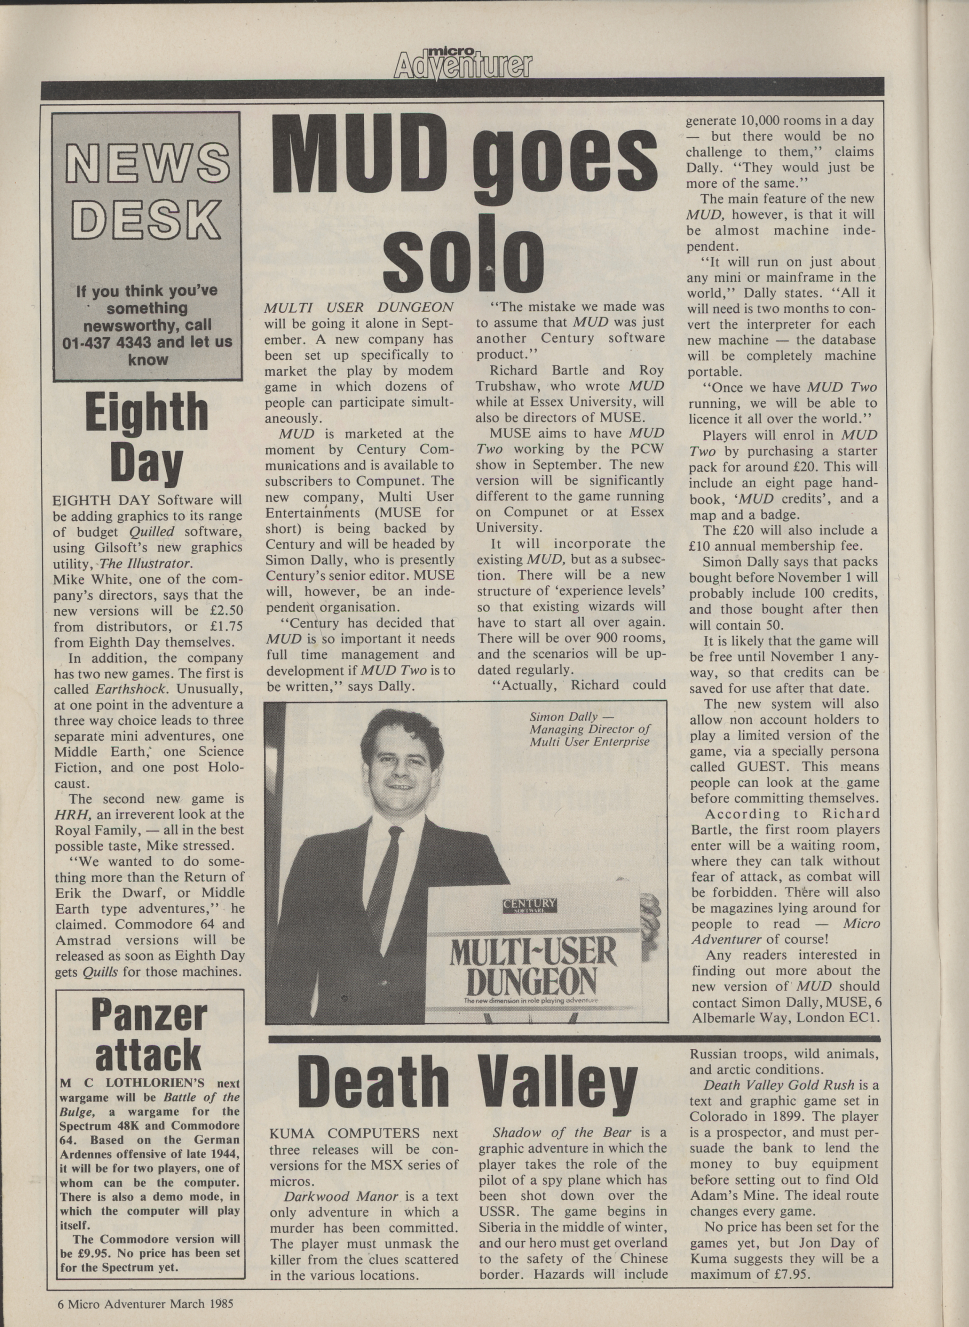 micro
Adventurer
NEWS
DESK
If you think you've
something
newsworthy, call
01-437 4343 and let us
know
Eighth
Day
EIGHTH DAY Software will
be adding graphics to its range
of budget Quilled software,
using Gilsoft's new graphics
utility, The Illustrator.
Mike White, one of the com-
pany's directors, says that the
new versions will be £2.50
from distributors, or £1.75
from Eighth Day themselves.
In addition, the company
has two new games. The first is
called Earthshock. Unusually,
at one point in the adventure a
three way choice leads to three
separate mini adventures, one
Middle Earth, one Science
Fiction, and one post Holo-
caust.
The second new game is
HRH, an irreverent look at the
Royal Family, — all in the best
possible taste, Mike stressed.
"We wanted to do some-
thing more than the Return of
Erik the Dwarf, or Middle
Earth type adventures," he
claimed. Commodore 64 and
Amstrad versions will be
released as soon as Eighth Day
gets Quills for those machines.
Panzer
attack
M C LOTHLORIEN'S next
wargame will be Battle of the
Bulge, a wargame for the
Spectrum 48K and Commodore
64. Based on the German
Ardennes offensive of late 1944,
it will be for two players, one of
whom can be the computer.
There is also a demo mode, in
which the computer will play
itself.
The Commodore version will
be £9.95. No price has been set
for the Spectrum yet.
MUD goes
solo
MULTI USER DUNGEON
will be going it alone in Sept-
ember. A new company has
been set up specifically to
market the play by modem
game in which dozens of
people can participate simult-
aneously.
MUD is marketed at the
moment by Century Com-
munications and is available to
subscribers to Compunet. The
new company, Multi User
Entertainments (MUSE for
short) is being backed by
Century and will be headed by
Simon Dally, who is presently
Century's senior editor. MUSE
will, however, be an inde-
pendent organisation.
"Century has decided that
MUD is so important it needs
full time management and
development if MUD Two is to
be written," says Dally.
"The mistake we made was
to assume that MUD was just
another Century software
product."
Richard Bartle and Roy
Trubshaw, who wrote MUD
while at Essex University, will
also be directors of MUSE.
MUSE aims to have MUD
Two working by the PCW
show in September. The new
version will be significantly
different to the game running
on Compunet or at Essex
University.
It will incorporate the
existing MUD, but as a subsec-
tion. There will be a new
structure of 'experience levels'
so that existing wizards will
have to start all over again.
There will be over 900 rooms,
and the scenarios will be up-
dated regularly.
"Actually, Richard could
generate 10,000 rooms in a day
— but there would be no
challenge to them," claims
Dally. "They would just be
more of the same."
The main feature of the new
MUD, however, is that it will
be almost machine inde-
pendent.
"It will run on just about
any mini or mainframe in the
world," Dally states. "All it
will need is two months to con-
vert the interpreter for each
new machine — the database
will be completely machine
portable.
"Once we have MUD Two
running, we will be able to
licence it all over the world."
Players will enrol in MUD
Two by purchasing a starter
pack for around £20. This will
include an eight page hand-
book, 'MUD credits', and a
map and a badge.
The £20 will also include a
£10 annual membership fee.
Simon Dally says that packs
bought before November 1 will
probably include 100 credits,
and those bought after then
will contain 50.
It is likely that the game will
be free until November 1 any-
way, so that credits can be
saved for use after that date.
The new system will also
allow non account holders to
play a limited version of the
game, via a specially persona
called GUEST. This means
people can look at the game
before committing themselves.
According to Richard
Bartle, the first room players
enter will be a waiting room,
where they can talk without
fear of attack, as combat will
be forbidden. There will also
be magazines lying around for
people to read — Micro
Adventurer of course!
Any readers interested in
finding out more about the
new version of MUD should
contact Simon Dally, MUSE, 6
Albemarle Way, London EC1.
Simon Dally —
Managing Director of
Multi User Enterprise
CENTURY
SOFTWARE
MULTI-USER
DUNGEON
The new dimension in role playing adventure
Death Valley
KUMA COMPUTERS next
three releases will be con-
versions for the MSX series of
micros.
Darkwood Manor is a text
only adventure in which a
murder has been committed.
The player must unmask the
killer from the clues scattered
in the various locations.
Shadow of the Bear is a
graphic adventure in which the
player takes the role of the
pilot of a spy plane which has
been shot down over the
USSR. The game begins in
Siberia in the middle of winter,
and our hero must get overland
to the safety of the Chinese
border. Hazards will include
Russian troops, wild animals,
and arctic conditions.
Death Valley Gold Rush is a
text and graphic game set in
Colorado in 1899. The player
is a prospector, and must per-
suade the bank to lend the
money to buy equipment
before setting out to find Old
Adam's Mine. The ideal route
changes every game.
No price has been set for the
games yet, but Jon Day of
Kuma suggests they will be a
maximum of £7.95.
6 Micro Adventurer March 1985